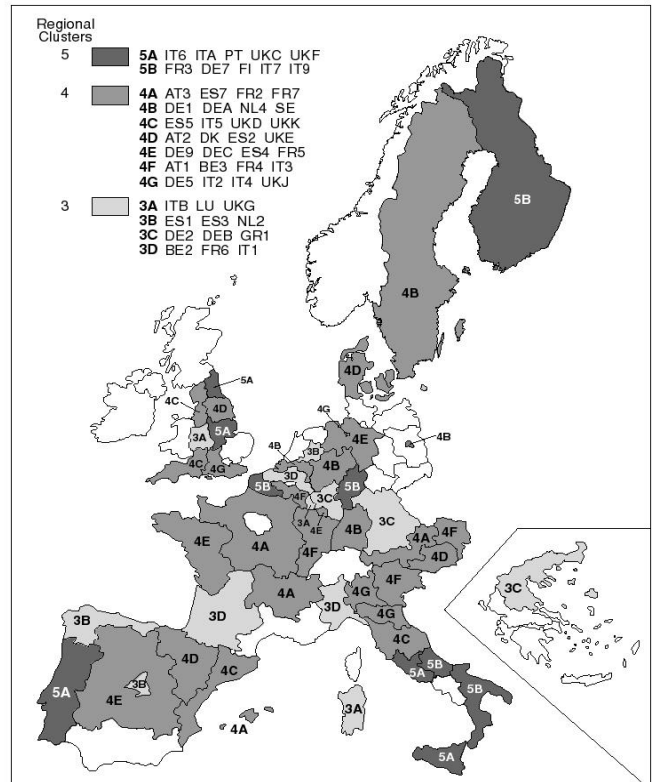 Regional
Clusters
5
5A IT6 ITA PT UKC UKF
5B FR3 DE7 FI IT7 IT9
4
4A AT3 ES7 FR2 FR7
4B DE1 DEA NL4 SE
4C ES5 IT5 UKD UKK
4D AT2 DK ES2 UKE
4E DE9 DEC ES4 FR5
4F AT1 BE3 FR4 IT3
4G DE5 IT2 IT4 UKJ
3
3A ITB LU UKG
3B ES1 ES3 NL2
3C DE2 DEB GR1
3D BE2 FR6 IT1
5B
4B
4D
5A
4C
4D
3A
5A
4C
4G
4G
4E
4B
4B
3B
4B
3D
5B
4F
3C
5B
3A
4E
4B
3C
4E
4A
4F
4A
4F
4D
4A
3D
4G
4F
3D
4G
4C
3C
3B
4D
4C
5A
3B
4E
5A
5B
5B
4A
3A
5A